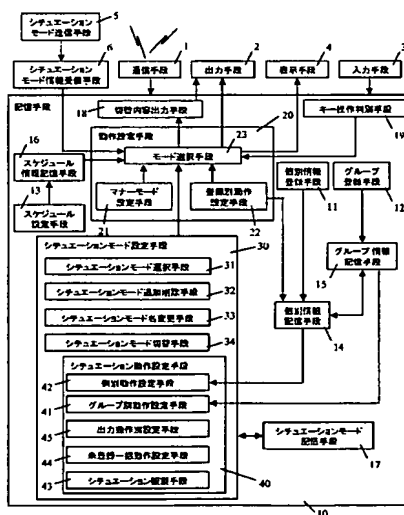 シチュエーション
モード送信手段
5
シチュエーション
モード情報受信手段
6
通信手段
1
出力手段
2
表示手段
4
入力手段
3
記憶手段
18
切替内容出力手段
20
キー操作判別手段
19
動作設定手段
23
モード選択手段
16
スケジュール
情報記憶手段
13
スケジュール
設定手段
マナーモード
設定手段
21
登録別動作
設定手段
22
個別情報
登録手段
11
グループ
登録手段
12
グループ情報
記憶手段
15
個別情報
記憶手段
14
シチュエーションモード設定手段
30
シチュエーションモード選択手段
31
シチュエーションモード追加削除手段
32
シチュエーションモード名変更手段
33
シチュエーションモード切替手段
34
シチュエーション動作設定手段
42
個別動作設定手段
41
グループ別動作設定手段
45
出力動作別設定手段
44
未登録一括動作設定手段
43
シチュエーション複製手段
40
シチュエーションモード
記憶手段
17
10